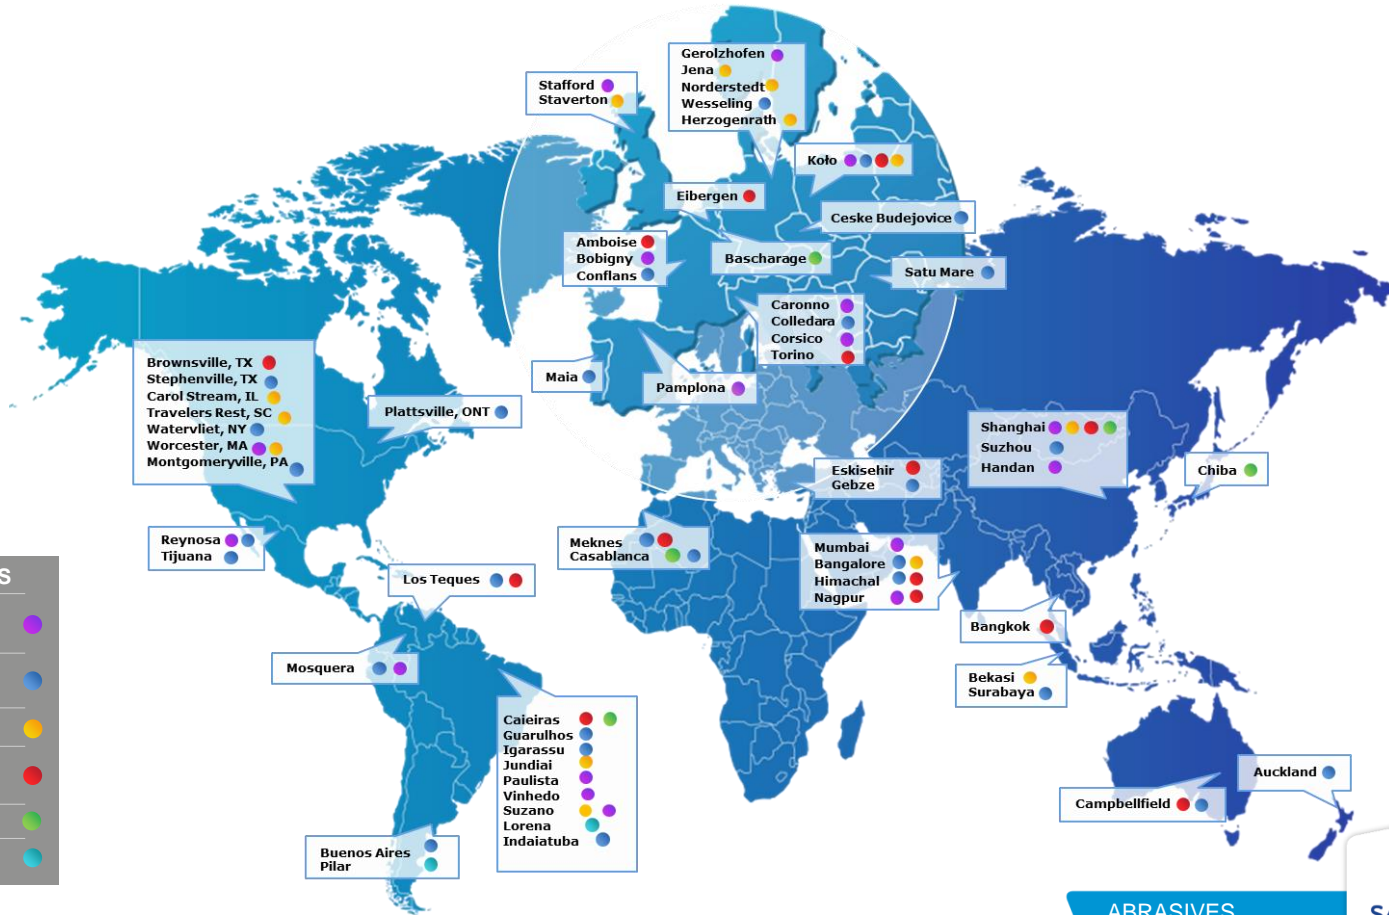 Gerolzhofen
Jena
Norderstedt
Wesseling
Herzogenrath
Stafford
Staverton
Koło
Eibergen
Ceske Budejovice
Amboise
Bobigny
Conflans
Bascharage
Satu Mare
Caronno
Colledara
Corsico
Torino
Maia
Pamplona
Brownsville, TX
Stephenville, TX
Carol Stream, IL
Travelers Rest, SC
Watervliet, NY
Worcester, MA
Montgomeryville, PA
Plattsville, ONT
Shanghai
Suzhou
Handan
Chiba
Eskisehir
Gebze
Reynosa
Tijuana
Meknes
Casablanca
Mumbai
Bangalore
Himachal
Nagpur
Los Teques
Bangkok
Mosquera
Bekasi
Surabaya
Caieiras
Guarulhos
Igarassu
Jundiai
Paulista
Vinhedo
Suzano
Lorena
Indaiatuba
Auckland
Campbellfield
Buenos Aires
Pilar
S
ABRASIVES